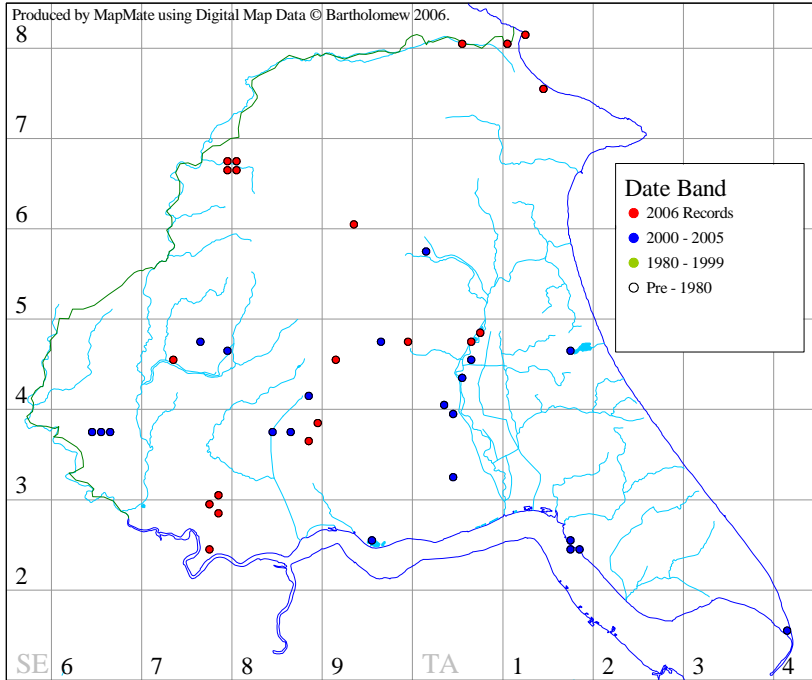 Produced by MapMate using Digital Map Data © Bartholomew 2006.
8
7
6
5
4
3
2
Date Band
2006 Records
2000 - 2005
1980 - 1999
Pre - 1980
SE 6 7 8 9 TA 1 2 3 4